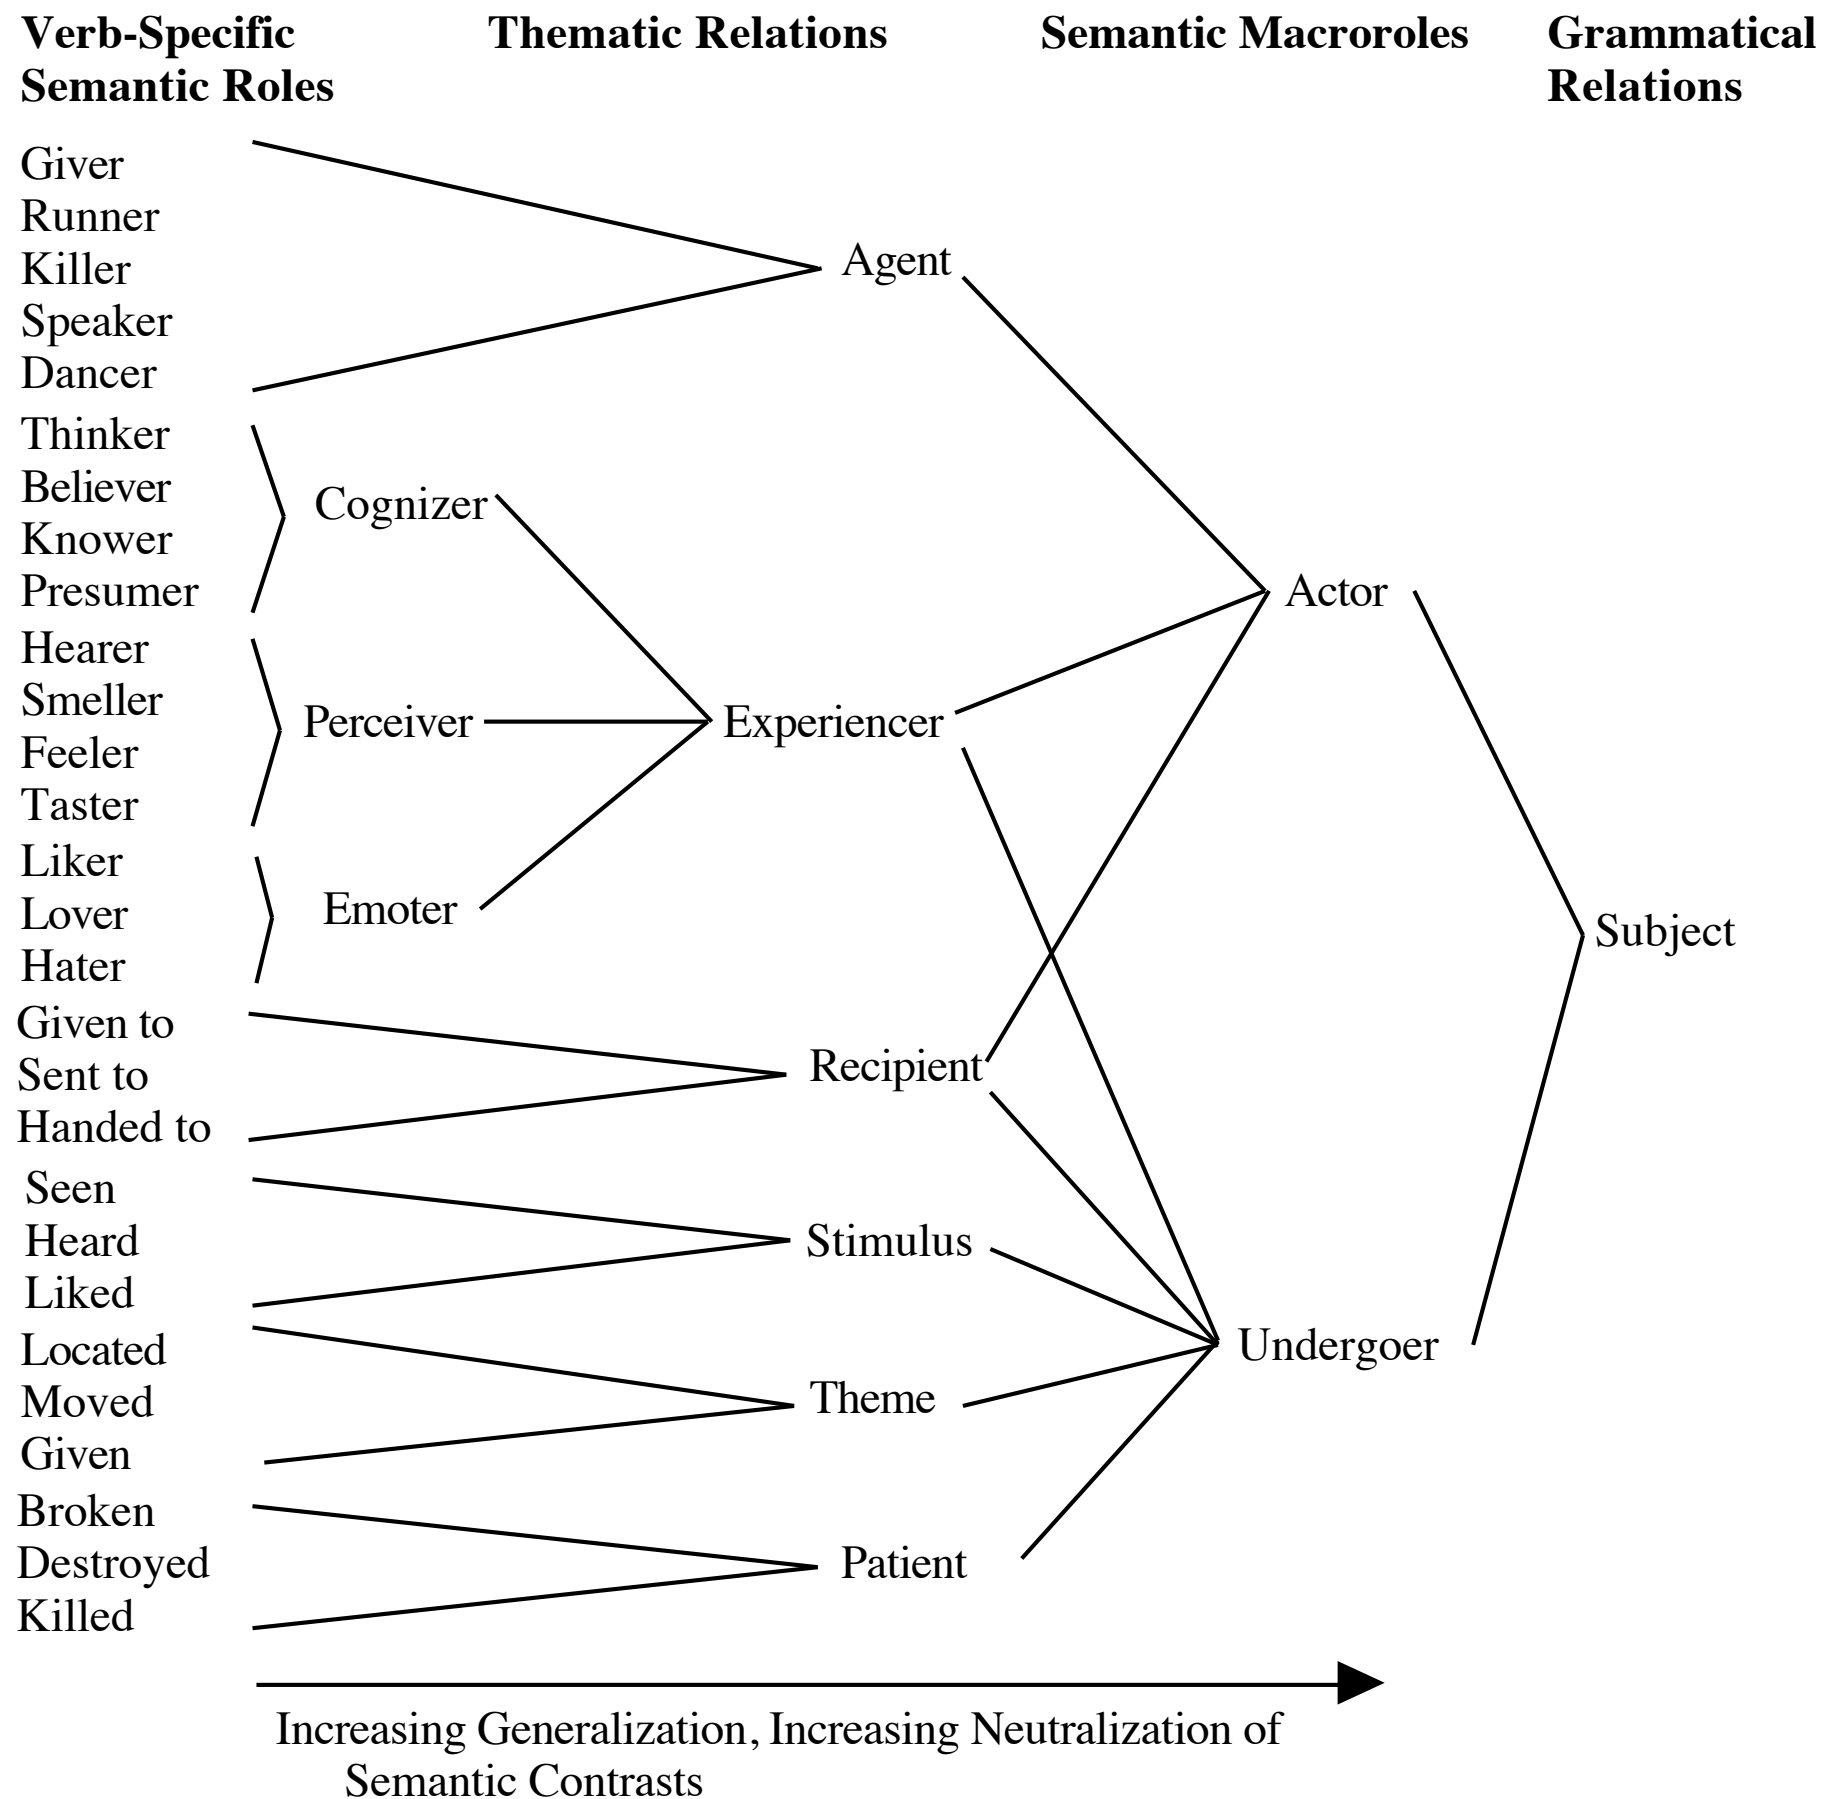 Verb-Specific
Semantic Roles
Thematic Relations
Semantic Macroroles
Grammatical
Relations
Giver
Runner
Killer
Speaker
Dancer
Thinker
Believer
Knower
Presumer
Hearer
Smeller
Feeler
Taster
Liker
Lover
Hater
Given to
Sent to
Handed to
Seen
Heard
Liked
Located
Moved
Given
Broken
Destroyed
Killed
Cognizer
Perceiver
Emoter
Agent
Experiencer
Recipient
Stimulus
Theme
Patient
Actor
Undergoer
Subject
Increasing Generalization, Increasing Neutralization of
Semantic Contrasts